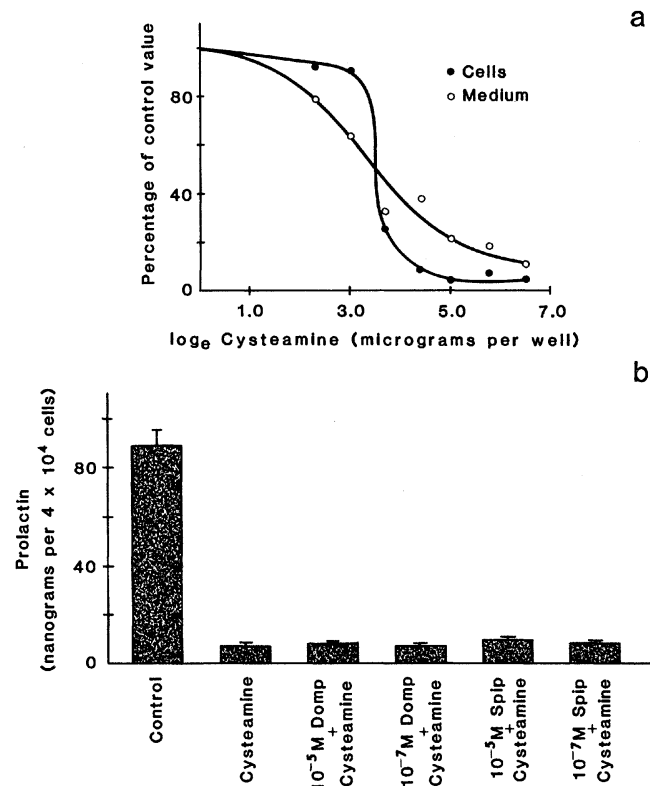 a
Percentage of control value
80
40
0
Cells
Medium
1.0
3.0
5.0
7.0
logₑ Cysteamine (micrograms per well)
b
Prolactin
(nanograms per 4 x 10⁴ cells)
80
40
0
Control
Cysteamine
10⁻⁵M Domp
+
Cysteamine
10⁻⁷M Domp
+
Cysteamine
10⁻⁵M Spip
+
Cysteamine
10⁻⁷M Spip
+
Cysteamine